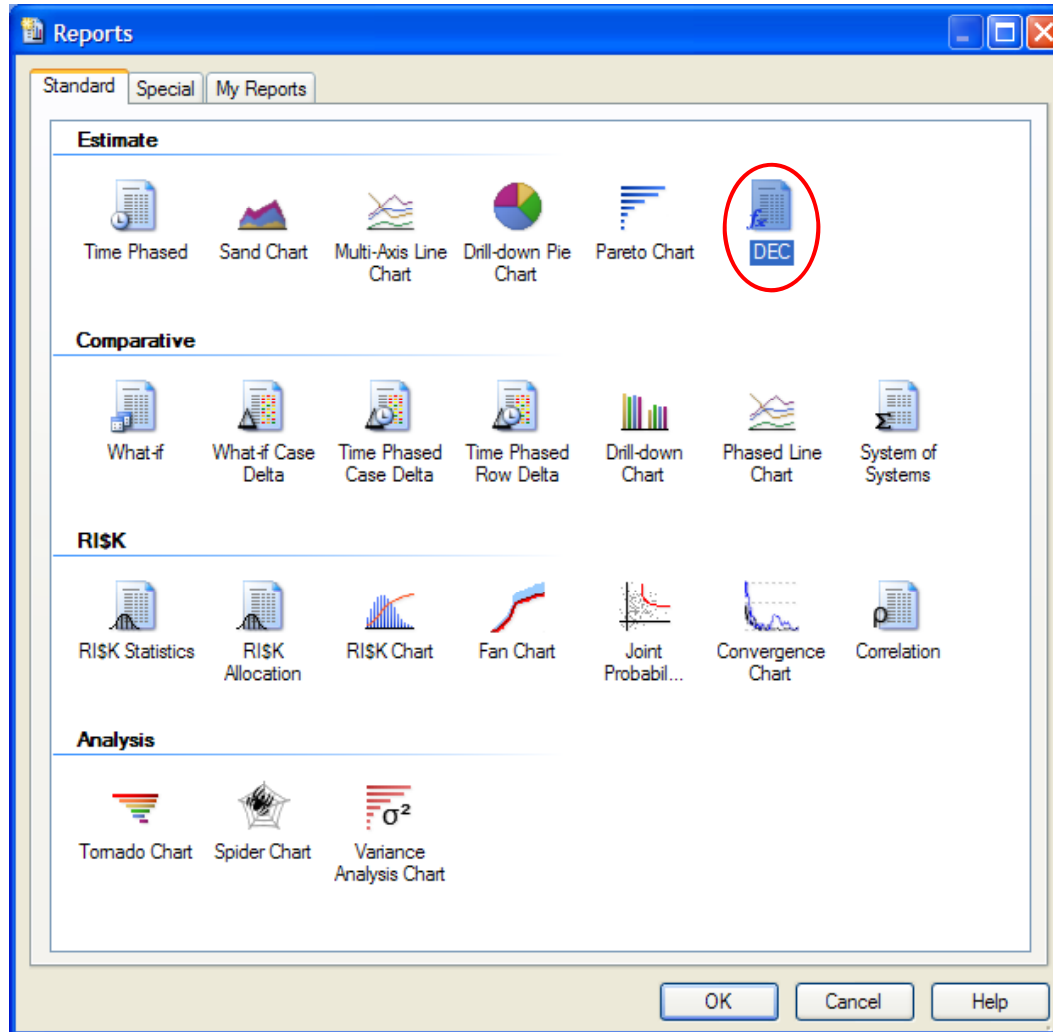 Reports
Standard Special My Reports
Estimate
Time Phased
Sand Chart
Multi-Axis Line
Chart
Drill-down Pie
Chart
Pareto Chart
fx
DEC
Comparative
What-if
What-if Case
Delta
Time Phased
Case Delta
Time Phased
Row Delta
Drill-down
Chart
Phased Line
Chart
Σ
System of
Systems
RI$K
RI$K Statistics
RI$K
Allocation
RI$K Chart
Fan Chart
Joint
Probabil...
Convergence
Chart
ρ
Correlation
Analysis
Tornado Chart
Spider Chart
σ²
Variance
Analysis Chart
OK Cancel Help